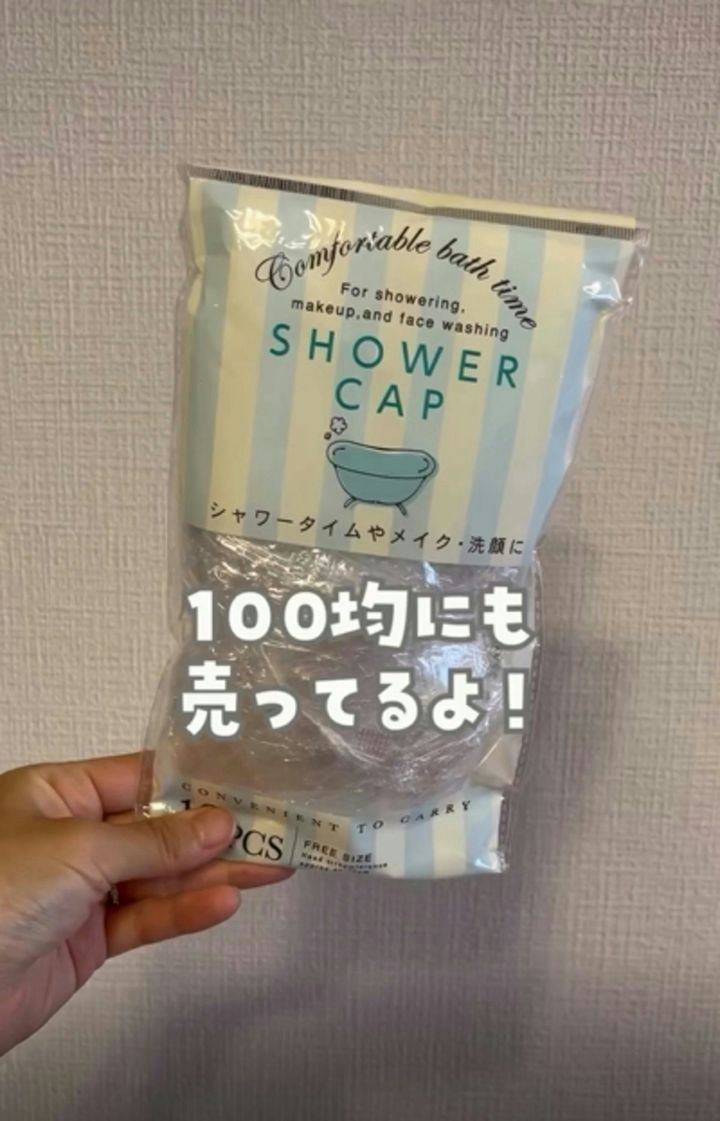 Comfortable bath time
For showering,
makeup,and face washing
SHOWER
CAP
シャワータイムやメイク・洗顔に
100均にも
売ってるよ!
CONVENIENT TO CARRY
PCS
FREE SIZE